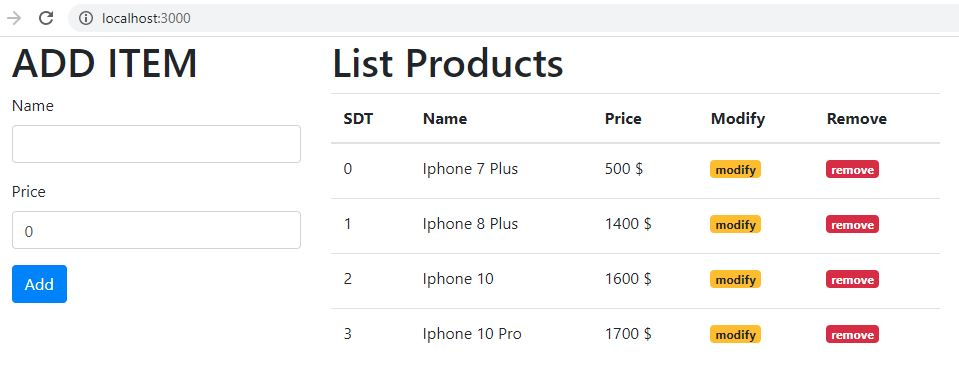 localhost:3000
ADD ITEM
Name
Price
0
Add
List Products
SDT Name Price Modify Remove
0 Iphone 7 Plus 500 $ modify remove
1 Iphone 8 Plus 1400 $ modify remove
2 Iphone 10 1600 $ modify remove
3 Iphone 10 Pro 1700 $ modify remove